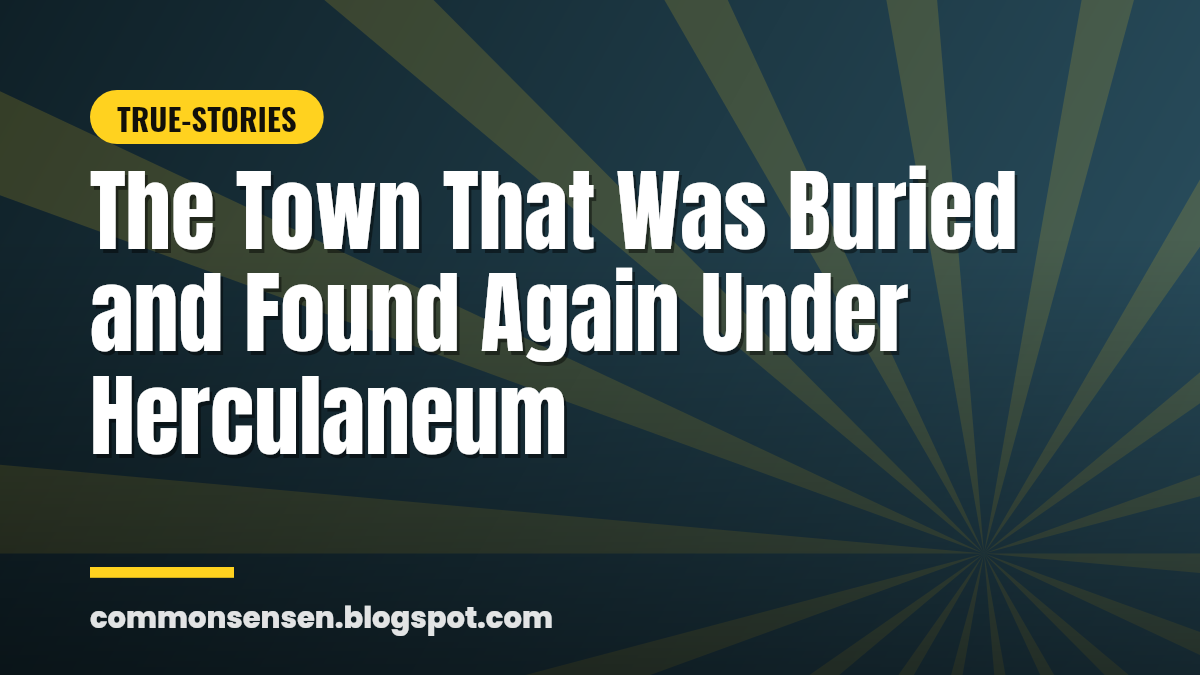 TRUE-STORIES
The Town That Was Buried
and Found Again Under
Herculaneum
commonsensen.blogspot.com